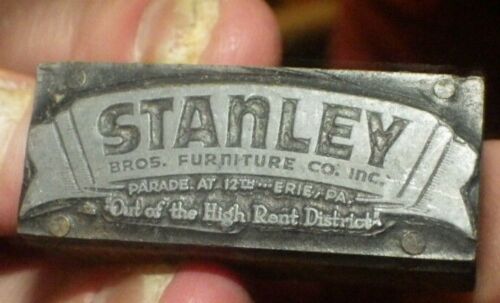 STANLEY
BROS. FURNITURE CO. INC.
PARADE. AT 12TH ERIE, PA.
"Out of the High Rent District"